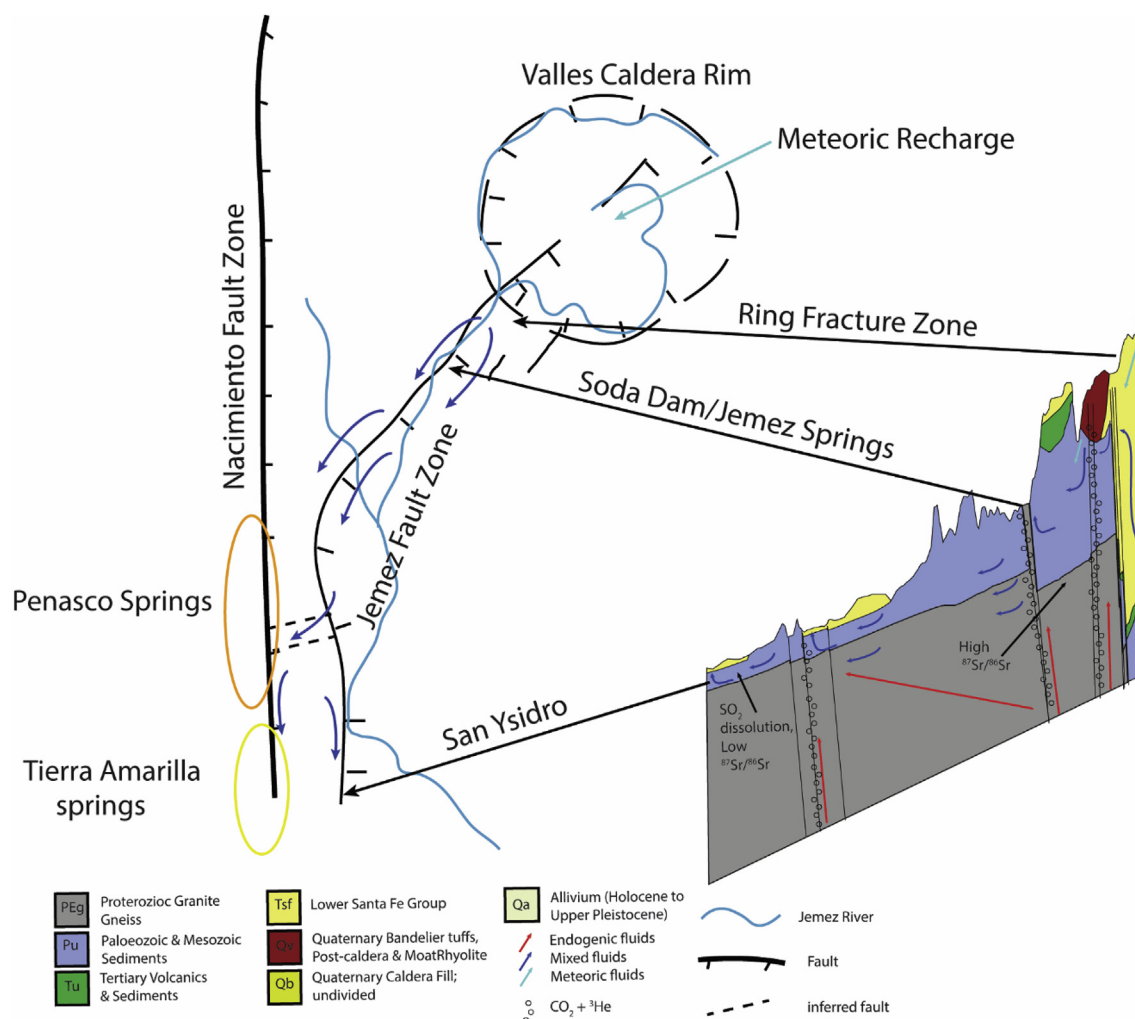 Valles Caldera Rim
Meteoric Recharge
Nacimiento Fault Zone
Ring Fracture Zone
Soda Dam/Jemez Springs
Jemez Fault Zone
Penasco Springs
High
⁸⁷Sr/⁸⁶Sr
San Ysidro
SO₂
dissolution,
Low
⁸⁷Sr/⁸⁶Sr
Tierra Amarilla
springs
PEg
Proterozioc Granite
Gneiss
Pu
Paloeozoic & Mesozoic
Sediments
Tu
Tertiary Volcanics
& Sediments
Tsf
Lower Santa Fe Group
Qv
Quaternary Bandelier tuffs,
Post-caldera & MoatRhyolite
Qb
Quaternary Caldera Fill;
undivided
Qa
Allivium (Holocene to
Upper Pleistocene)
Endogenic fluids
Mixed fluids
Meteoric fluids
CO₂ + ³He
Jemez River
Fault
inferred fault